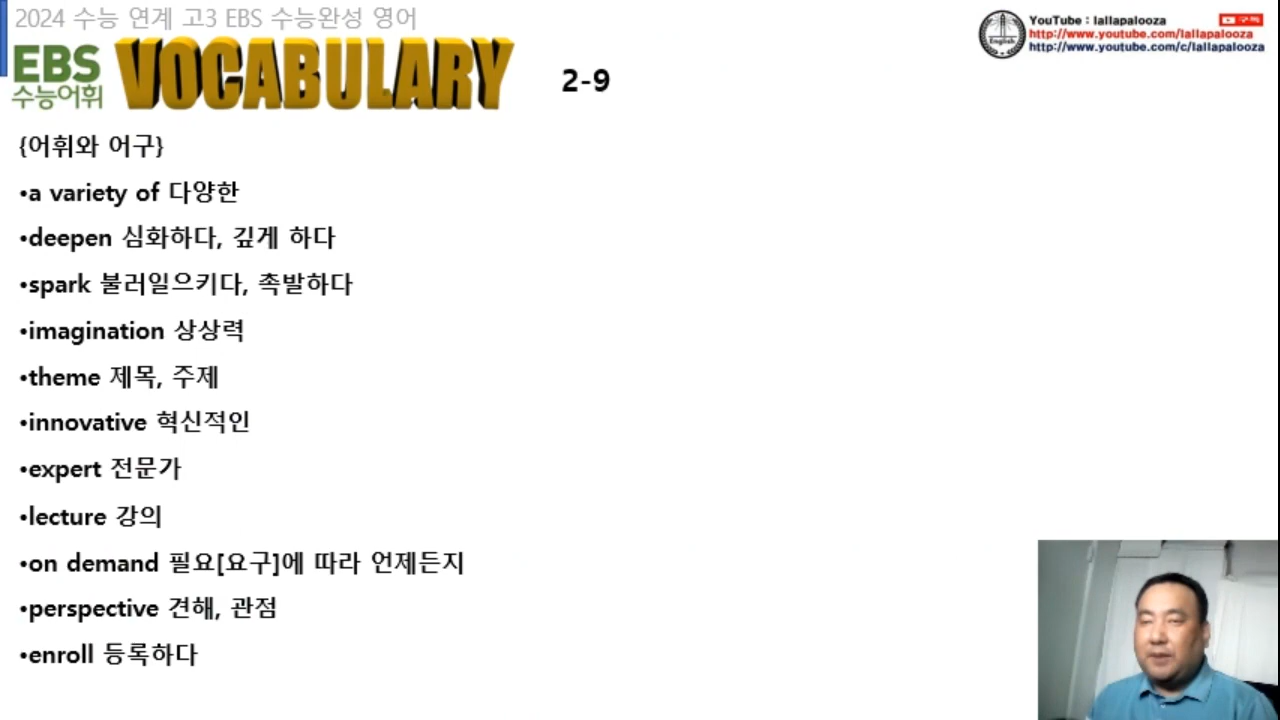 2024 수능 연계 고3 EBS 수능완성 영어
EBS
수능어휘
VOCABULARY
2-9
English
YouTube : lallapalooza
구독
http://www.youtube.com/lallapalooza
http://www.youtube.com/c/lallapalooza
{어휘와 어구}
•a variety of 다양한
•deepen 심화하다, 깊게 하다
•spark 불러일으키다, 촉발하다
•imagination 상상력
•theme 제목, 주제
•innovative 혁신적인
•expert 전문가
•lecture 강의
•on demand 필요[요구]에 따라 언제든지
•perspective 견해, 관점
•enroll 등록하다